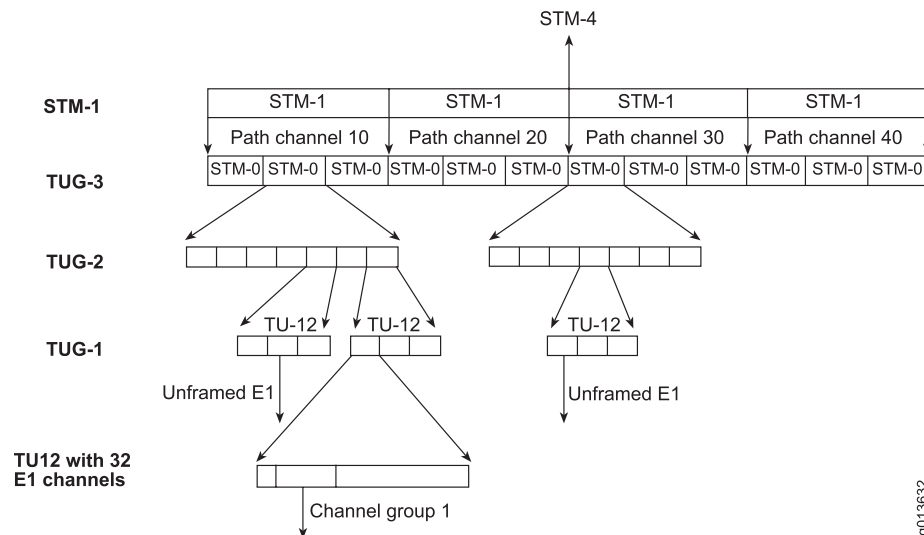 STM-4
STM-1
STM-1 STM-1 STM-1 STM-1
Path channel 10 Path channel 20 Path channel 30 Path channel 40
TUG-3
STM-0 STM-0 STM-0 STM-0 STM-0 STM-0 STM-0 STM-0 STM-0 STM-0 STM-0 STM-0
TUG-2
TU-12 TU-12 TU-12
TUG-1
Unframed E1 Unframed E1
TU12 with 32
E1 channels
Channel group 1
g013632